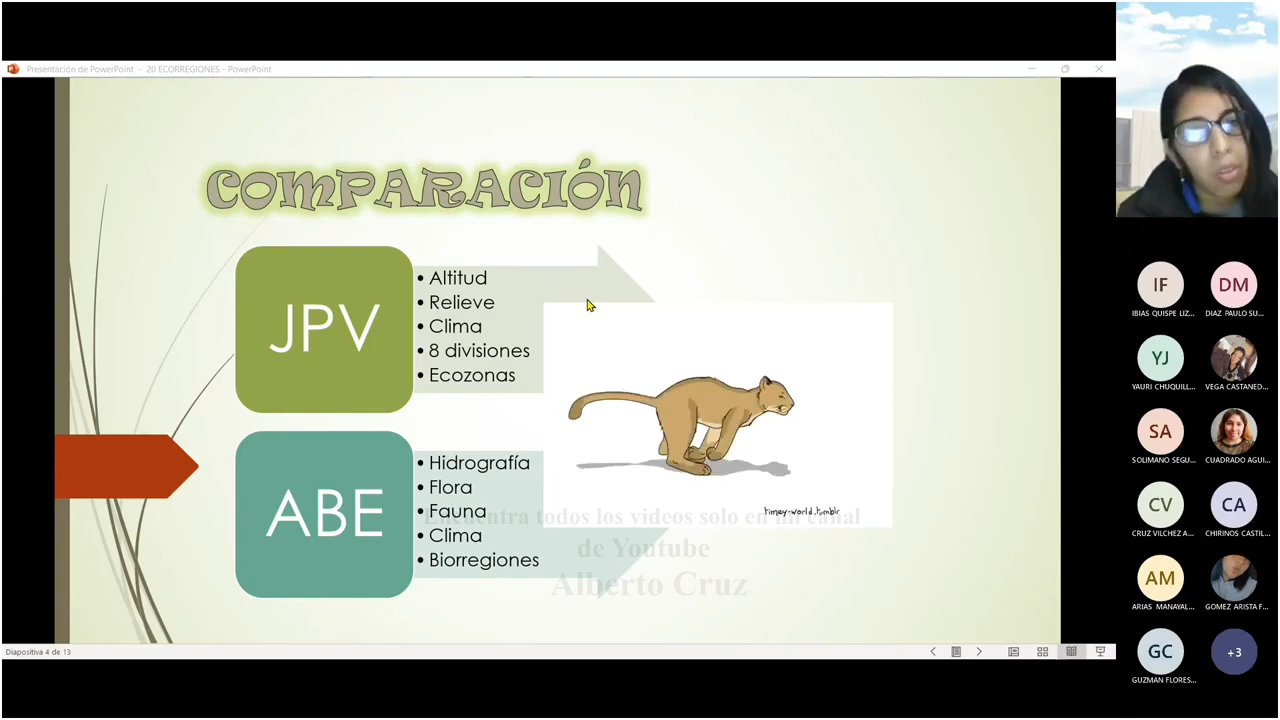 Presentación de PowerPoint - 20 ECORREGIONES - PowerPoint
COMPARACIÓN
JPV
• Altitud
• Relieve
• Clima
• 8 divisiones
• Ecozonas
ABE
• Hidrografía
• Flora
• Fauna
• Clima
• Biorregiones
timey-world.tumblr
Encuentra todos los videos solo en mi canal
de Youtube
Alberto Cruz
Diapositiva 4 de 13
IF
IBIAS QUISPE LIZ...
DM
DIAZ PAULO SU...
YJ
YAURI CHUQUILL...
VEGA CASTANED...
SA
SOLIMANO SEGU...
CUADRADO AGUI...
CV
CRUZ VILCHEZ A...
CA
CHIRINOS CASTIL...
AM
ARIAS MANAYAL...
GOMEZ ARISTA F...
GC
GUZMAN FLORES...
+3